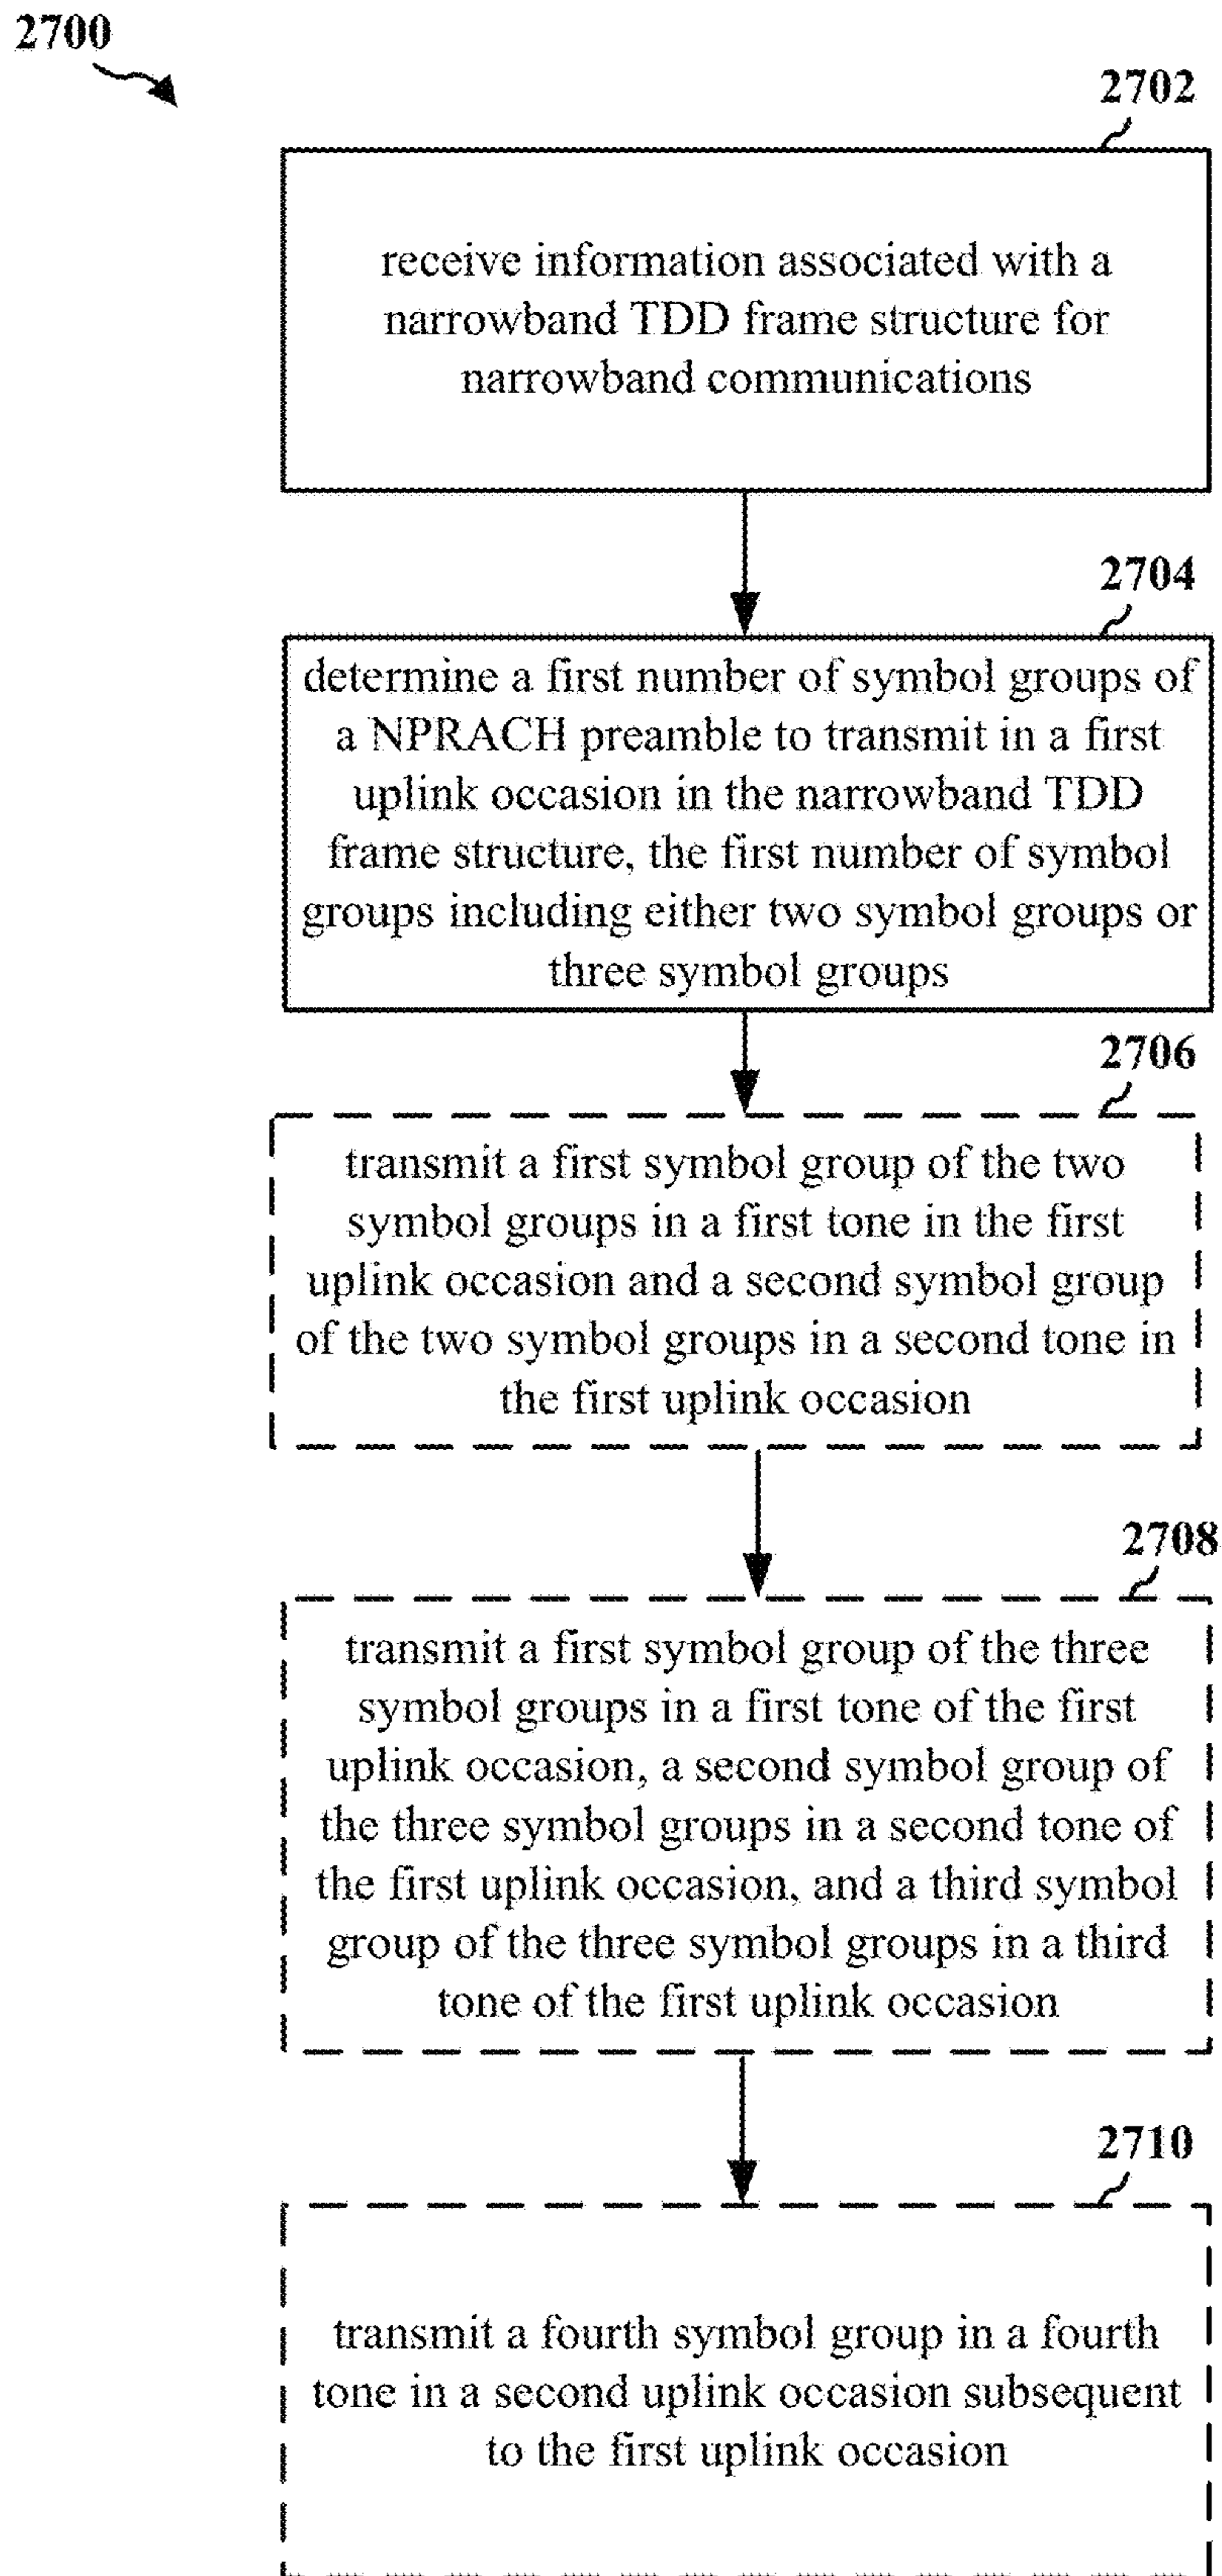 2700
2702
receive information associated with a
narrowband TDD frame structure for
narrowband communications
2704
determine a first number of symbol groups of
a NPRACH preamble to transmit in a first
uplink occasion in the narrowband TDD
frame structure, the first number of symbol
groups including either two symbol groups or
three symbol groups
2706
transmit a first symbol group of the two
symbol groups in a first tone in the first
uplink occasion and a second symbol group
of the two symbol groups in a second tone in
the first uplink occasion
2708
transmit a first symbol group of the three
symbol groups in a first tone of the first
uplink occasion, a second symbol group of
the three symbol groups in a second tone of
the first uplink occasion, and a third symbol
group of the three symbol groups in a third
tone of the first uplink occasion
2710
transmit a fourth symbol group in a fourth
tone in a second uplink occasion subsequent
to the first uplink occasion